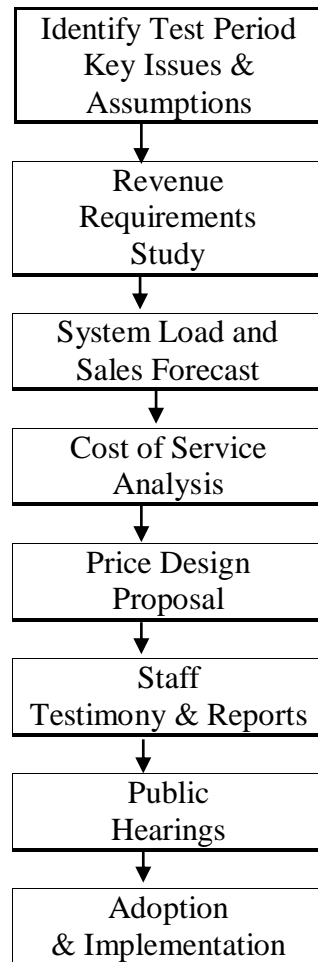 Identify Test Period
Key Issues &
Assumptions
Revenue
Requirements
Study
System Load and
Sales Forecast
Cost of Service
Analysis
Price Design
Proposal
Staff
Testimony & Reports
Public
Hearings
Adoption
& Implementation